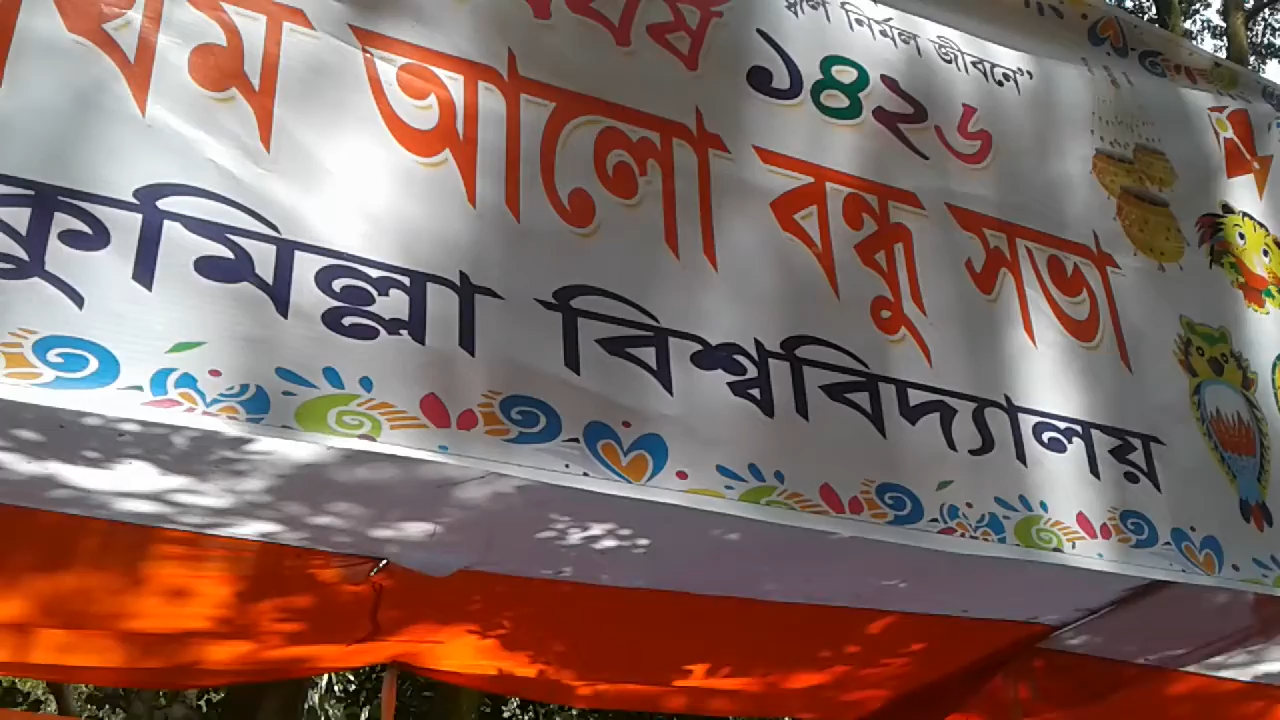 নির্মল জীবনে”
১৪২৬
আলো বন্ধু সভা
কুমিল্লা বিশ্ববিদ্যালয়